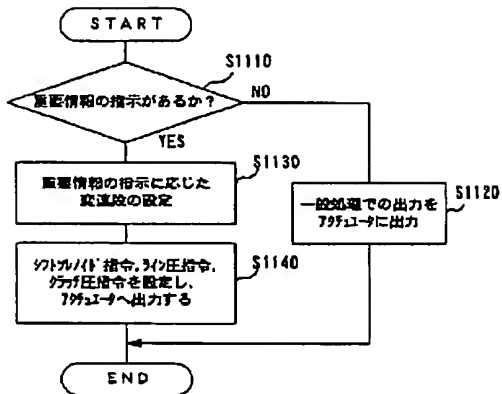 START
S1110
重要情報の指示があるか?
NO
YES
S1130
重要情報の指示に応じた
変速段の設定
S1120
一般処理での出力を
アクチュエータに出力
S1140
シフトソレノイド指令,ライン圧指令,
クラッチ圧指令を設定し,
アクチュエータへ出力する
END